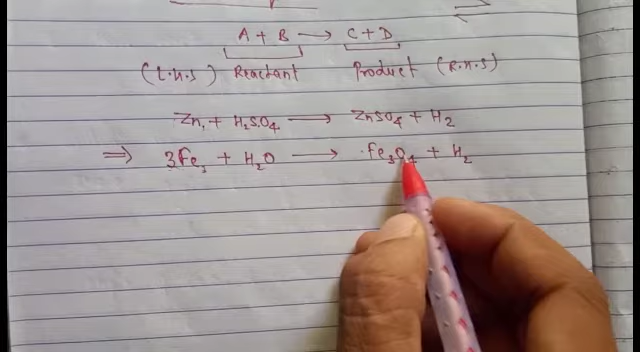 A + B → C + D
(L.H.S) Reactant Product (R.H.S)
Zn, + H₂SO₄ → ZnSO₄ + H₂
⇒ 3Fe, + H₂O → Fe₃O₄ + H₂